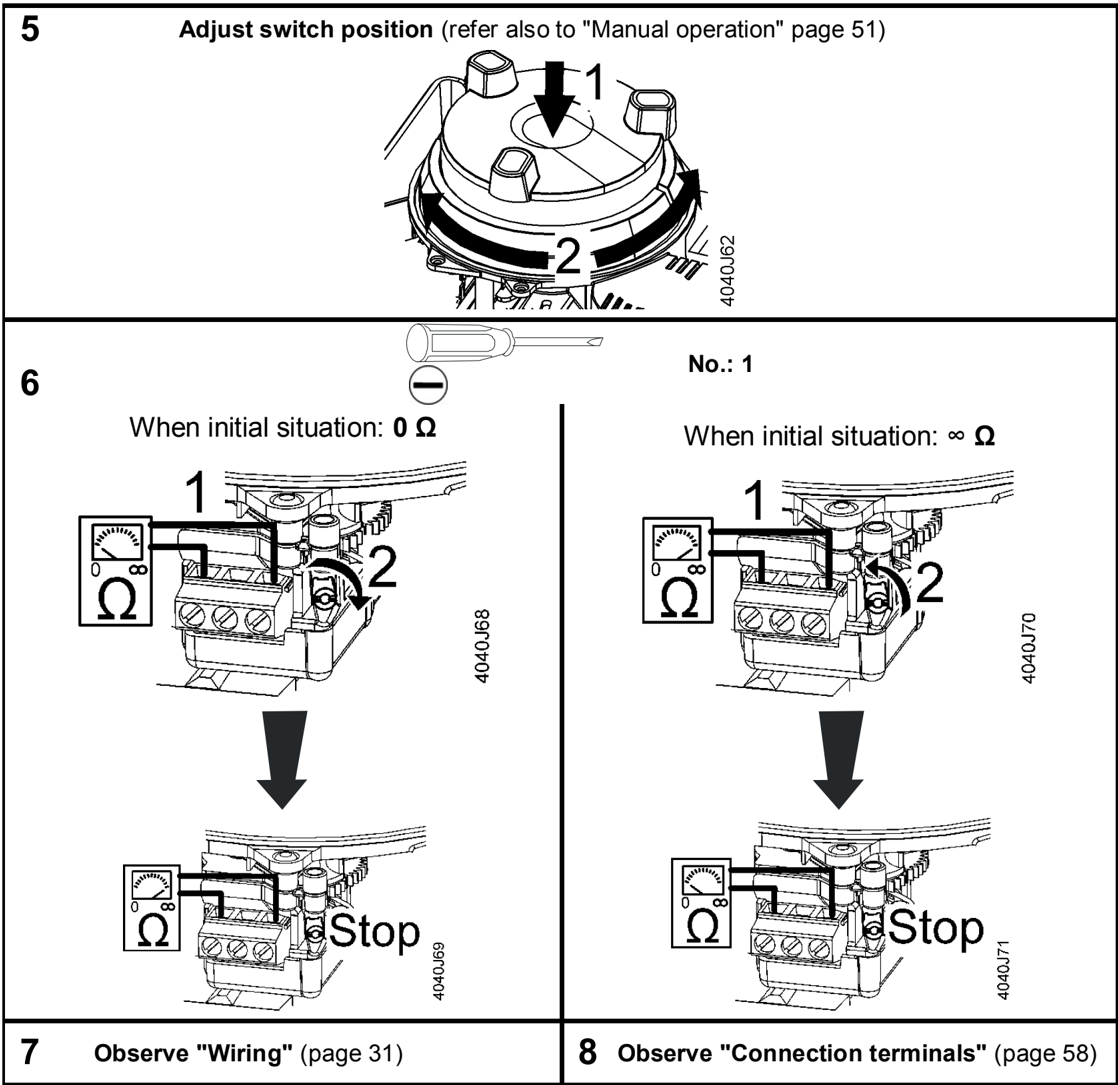 5 Adjust switch position (refer also to "Manual operation" page 51)
1
2
4040J62
6
No.: 1
When initial situation: 0 Ω
1
0 ∞
Ω
2
4040J68
0 ∞
Ω
Stop
4040J69
When initial situation: ∞ Ω
1
0 ∞
Ω
2
4040J70
0 ∞
Ω
Stop
4040J71
7 Observe "Wiring" (page 31)
8 Observe "Connection terminals" (page 58)